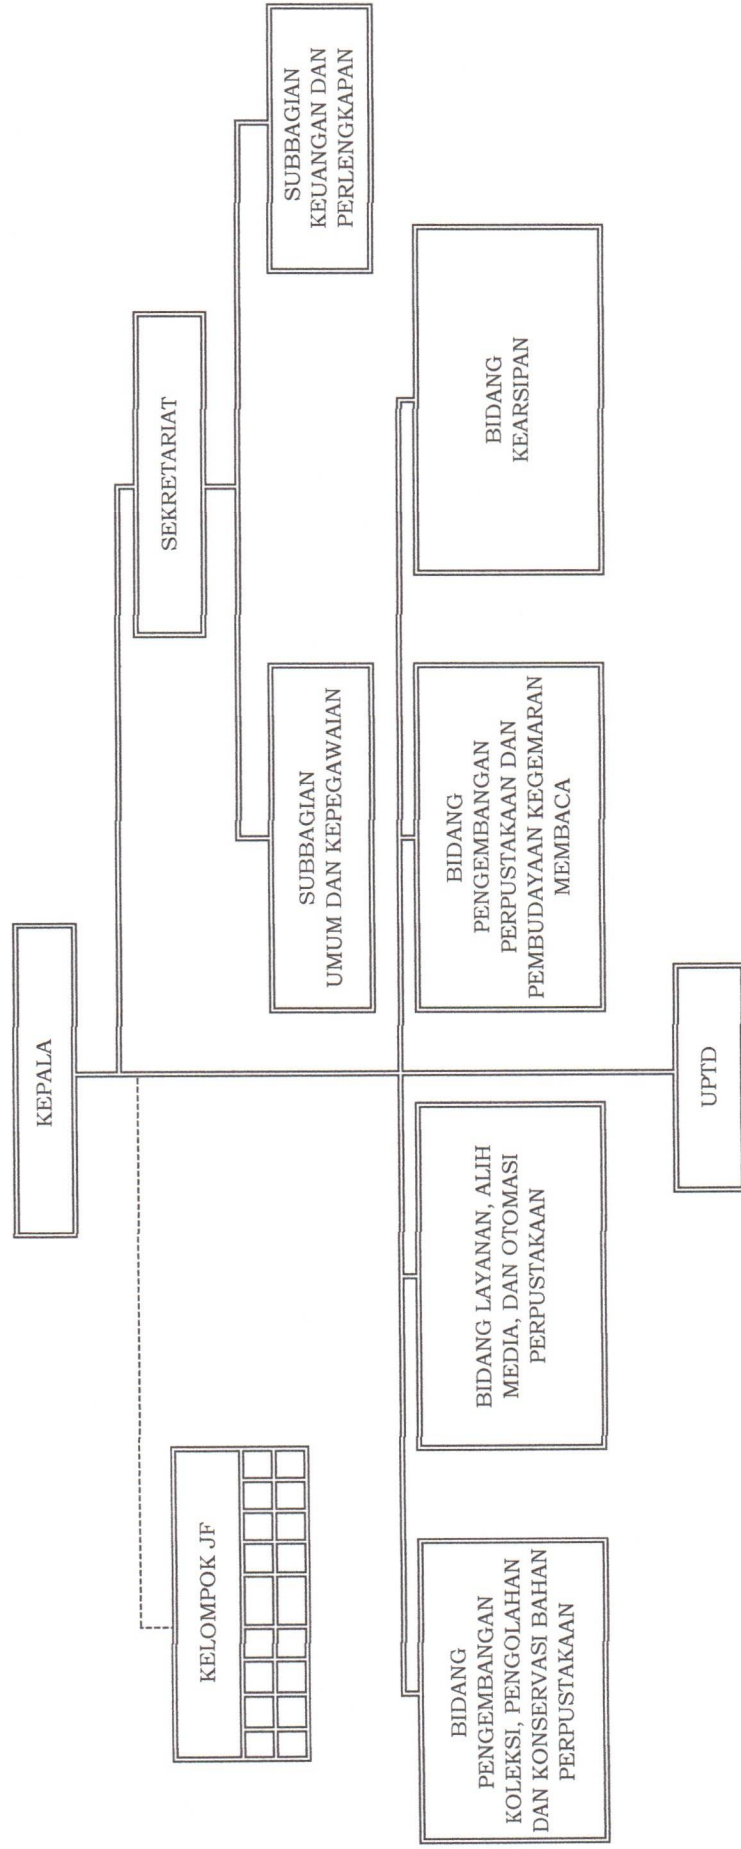 KEPALA
SEKRETARIAT
KELOMPOK JF
SUBBAGIAN
UMUM DAN KEPEGAWAIAN
SUBBAGIAN
KEUANGAN DAN
PERLENGKAPAN
BIDANG
PENGEMBANGAN
KOLEKSI, PENGOLAHAN
DAN KONSERVASI BAHAN
PERPUSTAKAAN
BIDANG LAYANAN, ALIH
MEDIA, DAN OTOMASI
PERPUSTAKAAN
BIDANG
PENGEMBANGAN
PERPUSTAKAAN DAN
PEMBUDAYAAN KEGEMARAN
MEMBACA
BIDANG
KEARSIPAN
UPTD